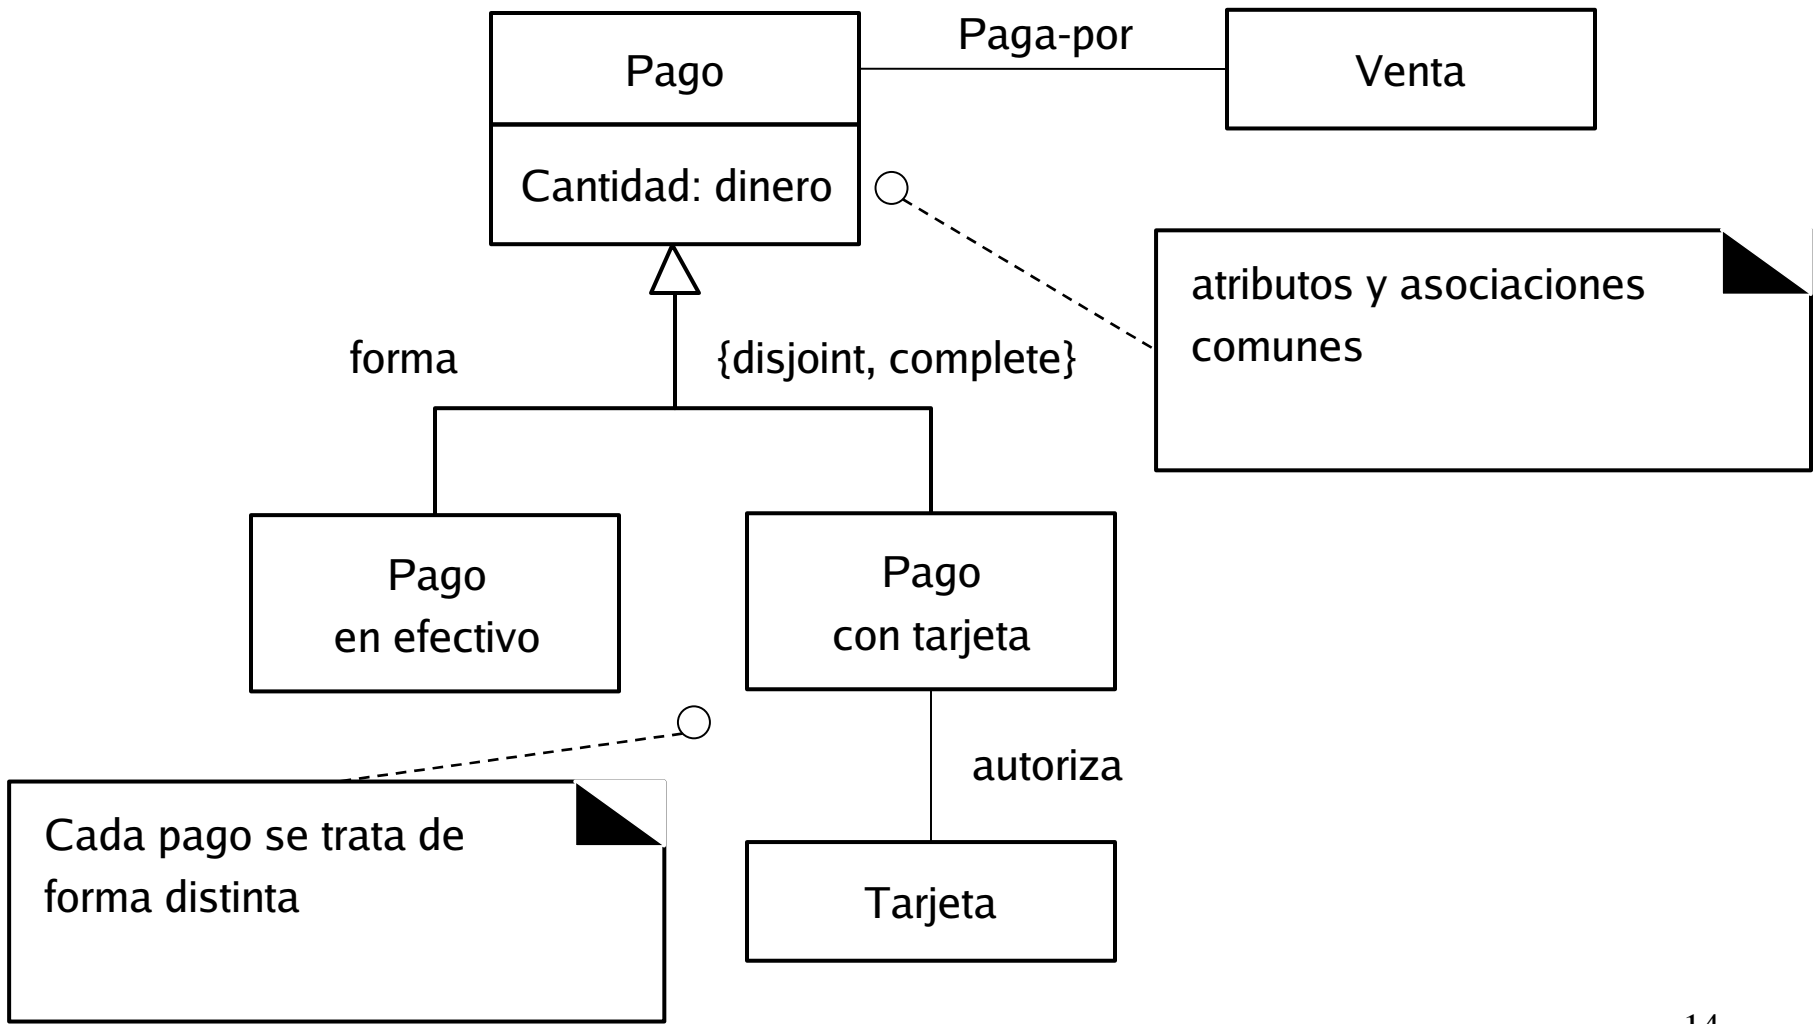 Pago
Paga-por
Venta
Cantidad: dinero
atributos y asociaciones
comunes
forma
{disjoint, complete}
Pago
en efectivo
Pago
con tarjeta
autoriza
Cada pago se trata de
forma distinta
Tarjeta
14